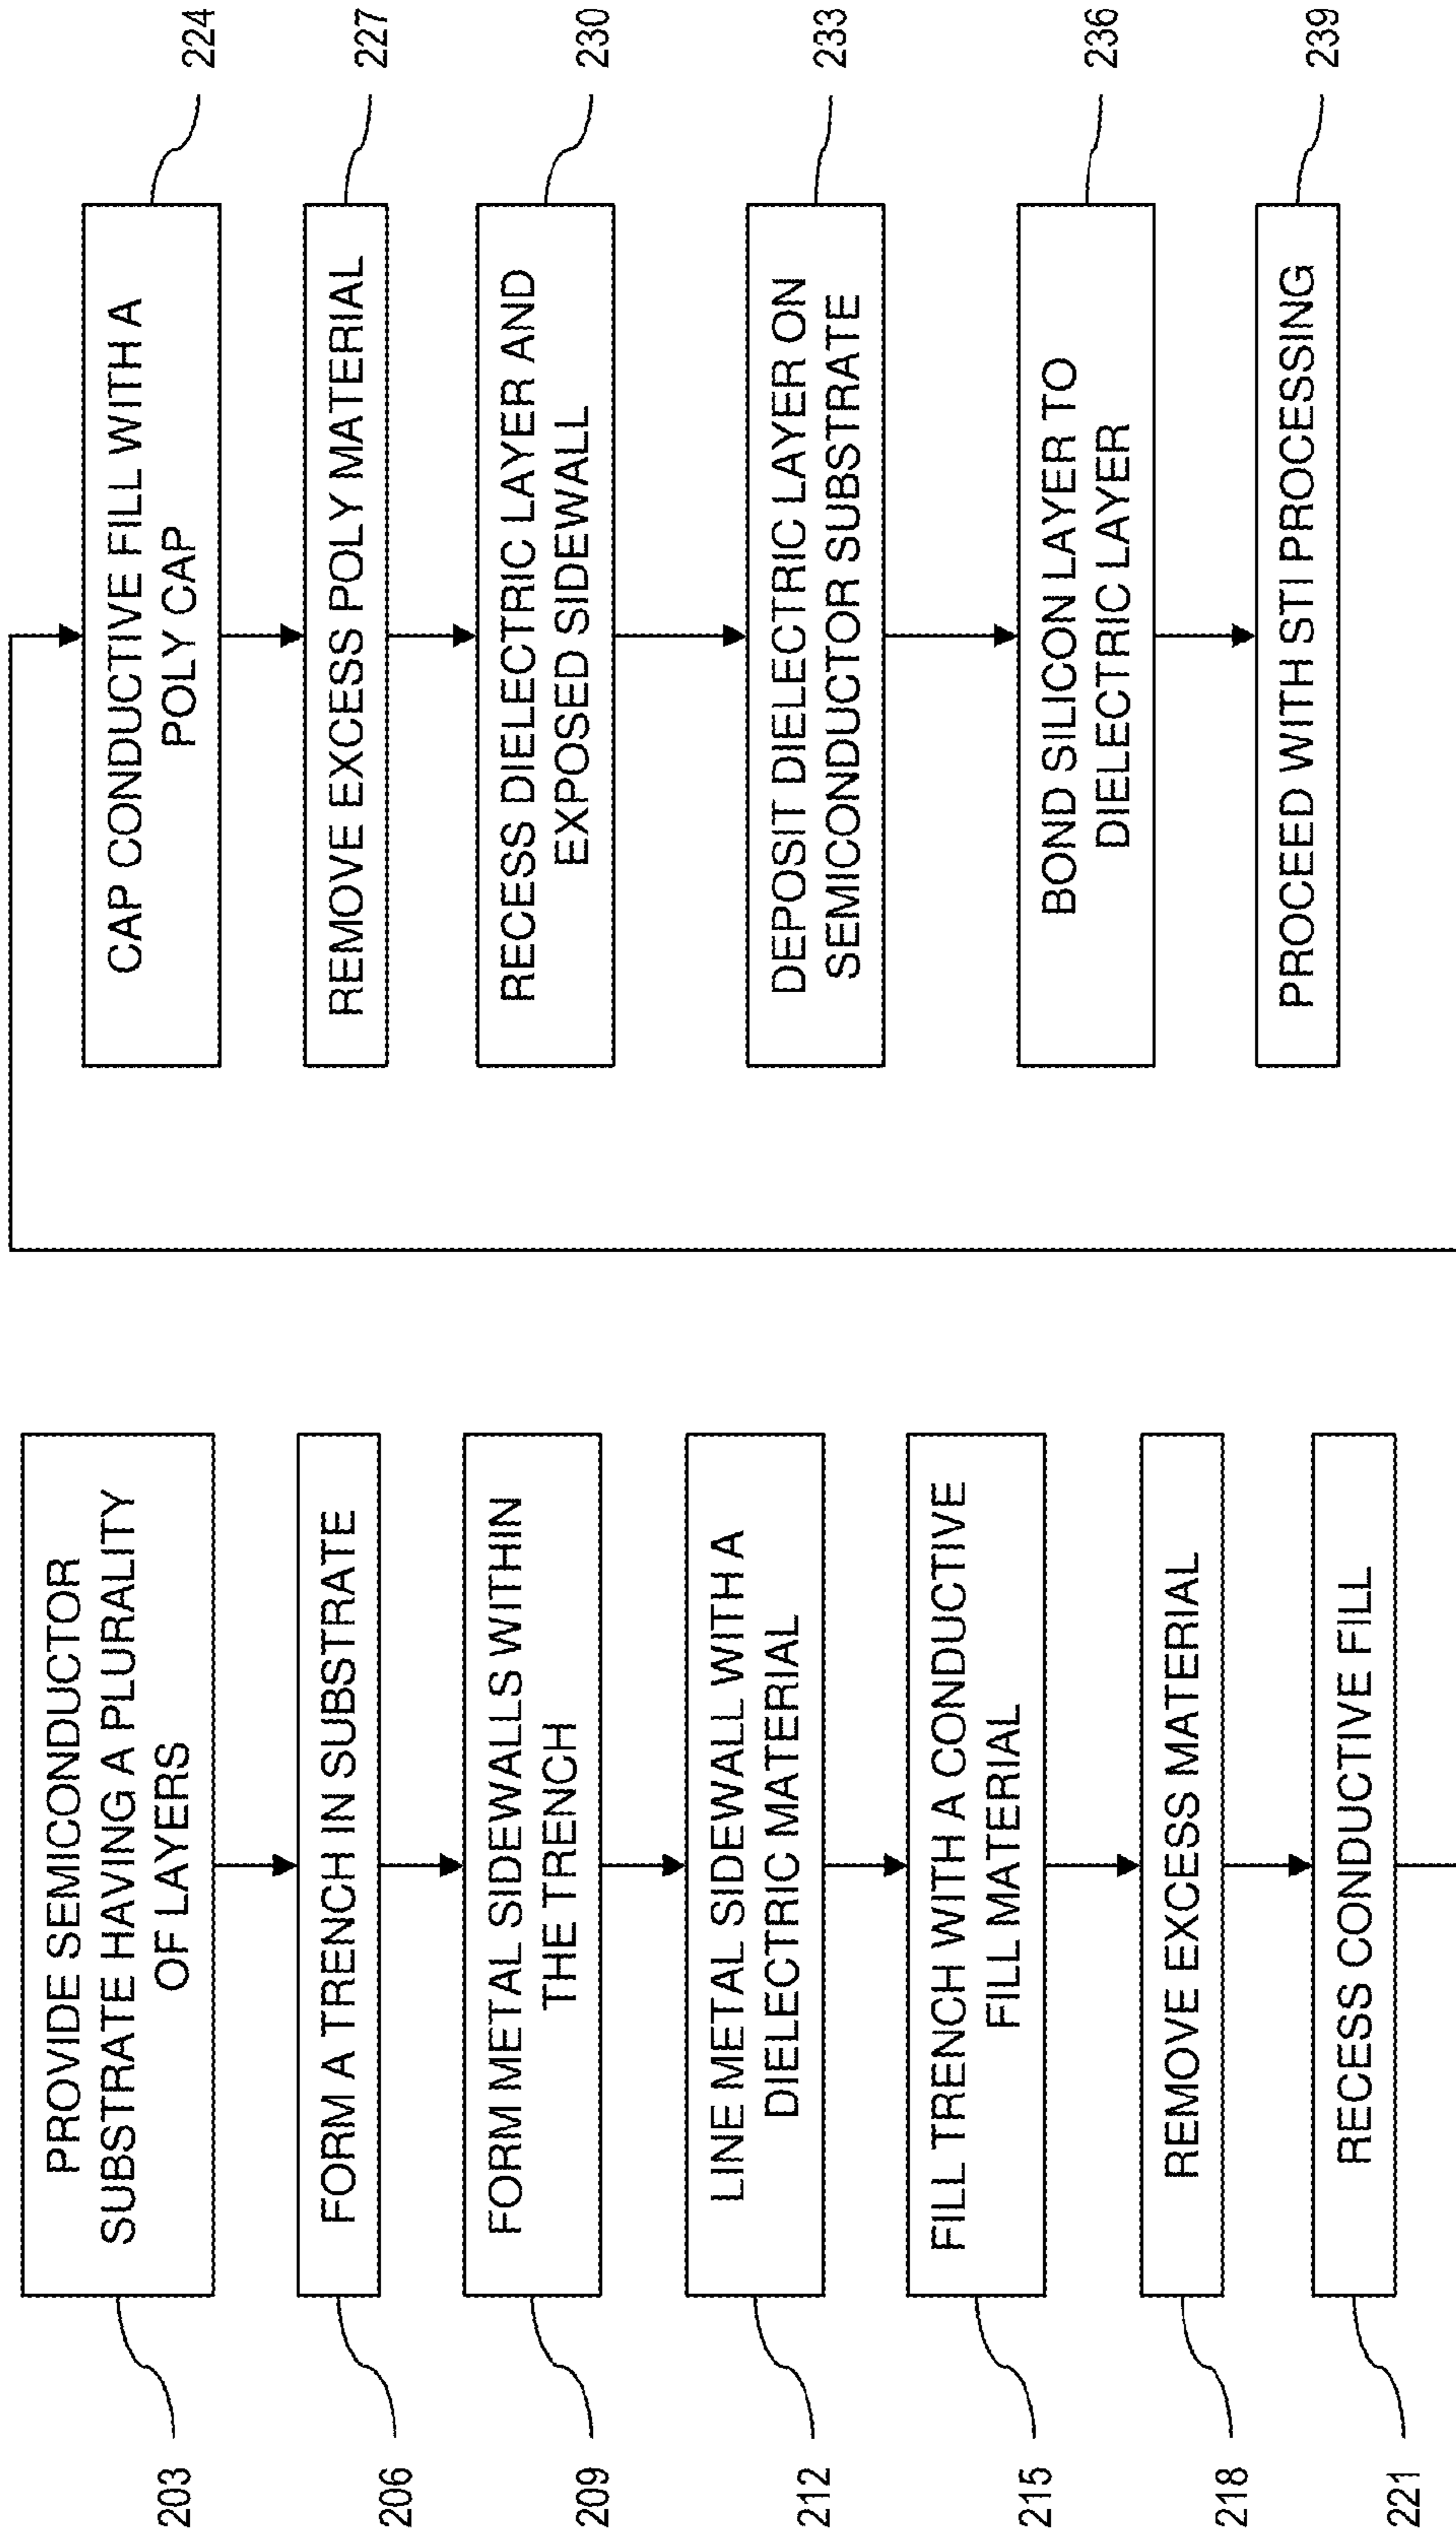 203
PROVIDE SEMICONDUCTOR
SUBSTRATE HAVING A PLURALITY
OF LAYERS
206
FORM A TRENCH IN SUBSTRATE
209
FORM METAL SIDEWALLS WITHIN
THE TRENCH
212
LINE METAL SIDEWALL WITH A
DIELECTRIC MATERIAL
215
FILL TRENCH WITH A CONDUCTIVE
FILL MATERIAL
218
REMOVE EXCESS MATERIAL
221
RECESS CONDUCTIVE FILL
CAP CONDUCTIVE FILL WITH A
POLY CAP
224
REMOVE EXCESS POLY MATERIAL
227
RECESS DIELECTRIC LAYER AND
EXPOSED SIDEWALL
230
DEPOSIT DIELECTRIC LAYER ON
SEMICONDUCTOR SUBSTRATE
233
BOND SILICON LAYER TO
DIELECTRIC LAYER
236
PROCEED WITH STI PROCESSING
239